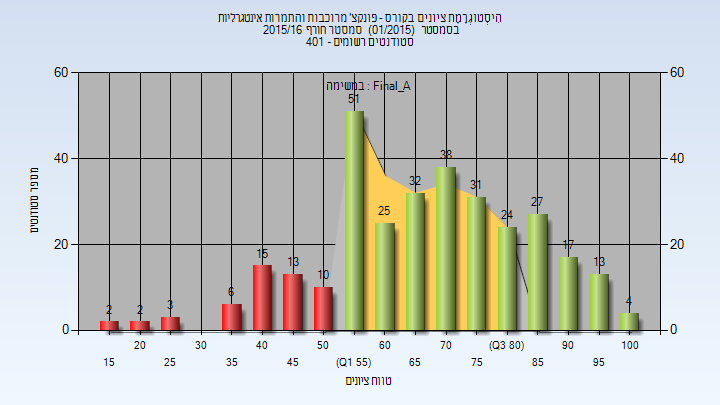 היסטוגרמת ציונים בקורס - פונקצ' מרוכבות והתמרות אינטגרליות
בסמסטר (01/2015) סמסטר חורף 2015/16
סטודנטים רשומים - 401
במשימה : Final_A
60 60
40 40
20 20
0 0
מספר סטודנטים
2 2 3 6 15 13 10 51 25 32 38 31 24 27 17 13 4
20 30 40 50 60 70 (Q3 80) 90 100
15 25 35 45 (Q1 55) 65 75 85 95
טווח ציונים